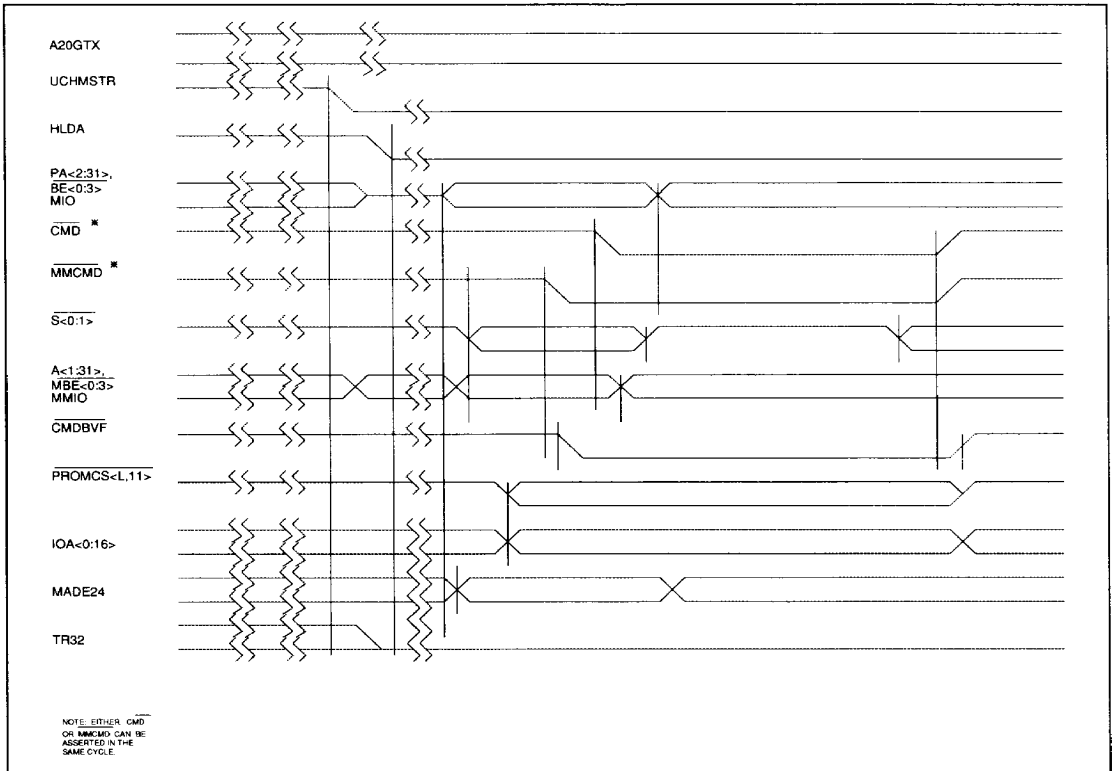 A20GTX
UCHMSTR
HLDA
PA<2:31>,
BE<0:3>
MIO
CMD *
MMCMD *
S<0:1>
A<1:31>,
MBE<0:3>
MMIO
CMDBVF
PROMCS<L,11>
IOA<0:16>
MADE24
TR32
NOTE: EITHER CMD
OR MMCMD CAN BE
ASSERTED IN THE
SAME CYCLE.